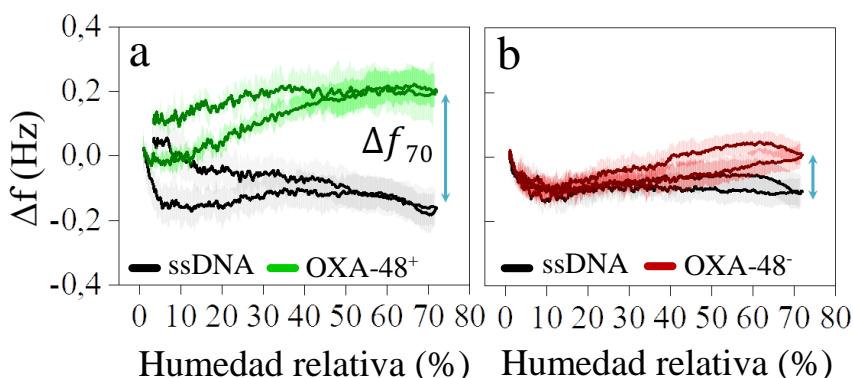 a
b
0,4
0,2
0,0
-0,2
-0,4
Δf (Hz)
Δf70
ssDNA OXA-48+
ssDNA OXA-48-
0 10 20 30 40 50 60 70 80
0 10 20 30 40 50 60 70 80
Humedad relativa (%)
Humedad relativa (%)